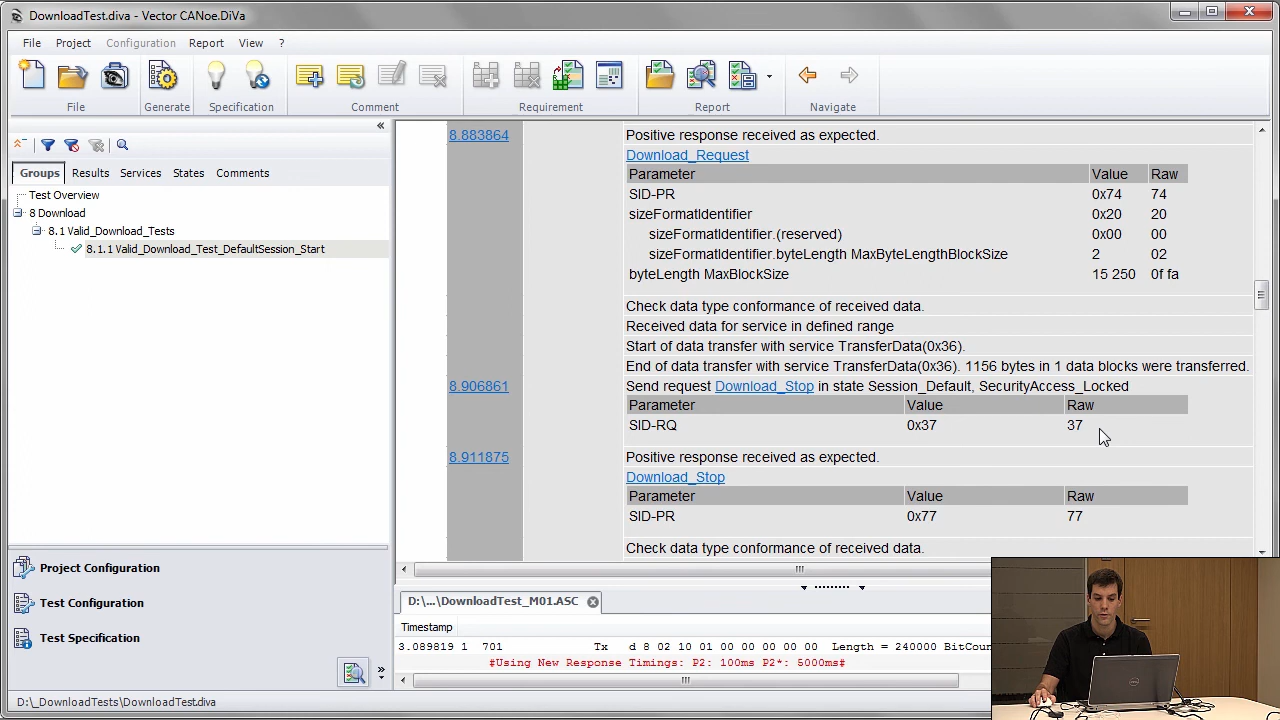 DownloadTest.diva - Vector CANoe.DiVa
File Project Configuration Report View ?
File Generate Specification Comment Requirement Report Navigate
Groups Results Services States Comments
Test Overview
8 Download
8.1 Valid_Download_Tests
8.1.1 Valid_Download_Test_DefaultSession_Start
Project Configuration
Test Configuration
Test Specification
8.883864 Positive response received as expected.
Download_Request
Parameter Value Raw
SID-PR 0x74 74
sizeFormatIdentifier 0x20 20
sizeFormatIdentifier.(reserved) 0x00 00
sizeFormatIdentifier.byteLength MaxByteLengthBlockSize 2 02
byteLength MaxBlockSize 15 250 0f fa
Check data type conformance of received data.
Received data for service in defined range
Start of data transfer with service TransferData(0x36).
End of data transfer with service TransferData(0x36). 1156 bytes in 1 data blocks were transferred.
8.906861 Send request Download_Stop in state Session_Default, SecurityAccess_Locked
Parameter Value Raw
SID-RQ 0x37 37
8.911875 Positive response received as expected.
Download_Stop
Parameter Value Raw
SID-PR 0x77 77
Check data type conformance of received data.
D:\...\DownloadTest_M01.ASC
Timestamp
3.089819 1 701 Tx d 8 02 10 01 00 00 00 00 00 Length = 240000 BitCoun
#Using New Response Timings: P2: 100ms P2*: 5000ms#
D:\_DownloadTests\DownloadTest.diva